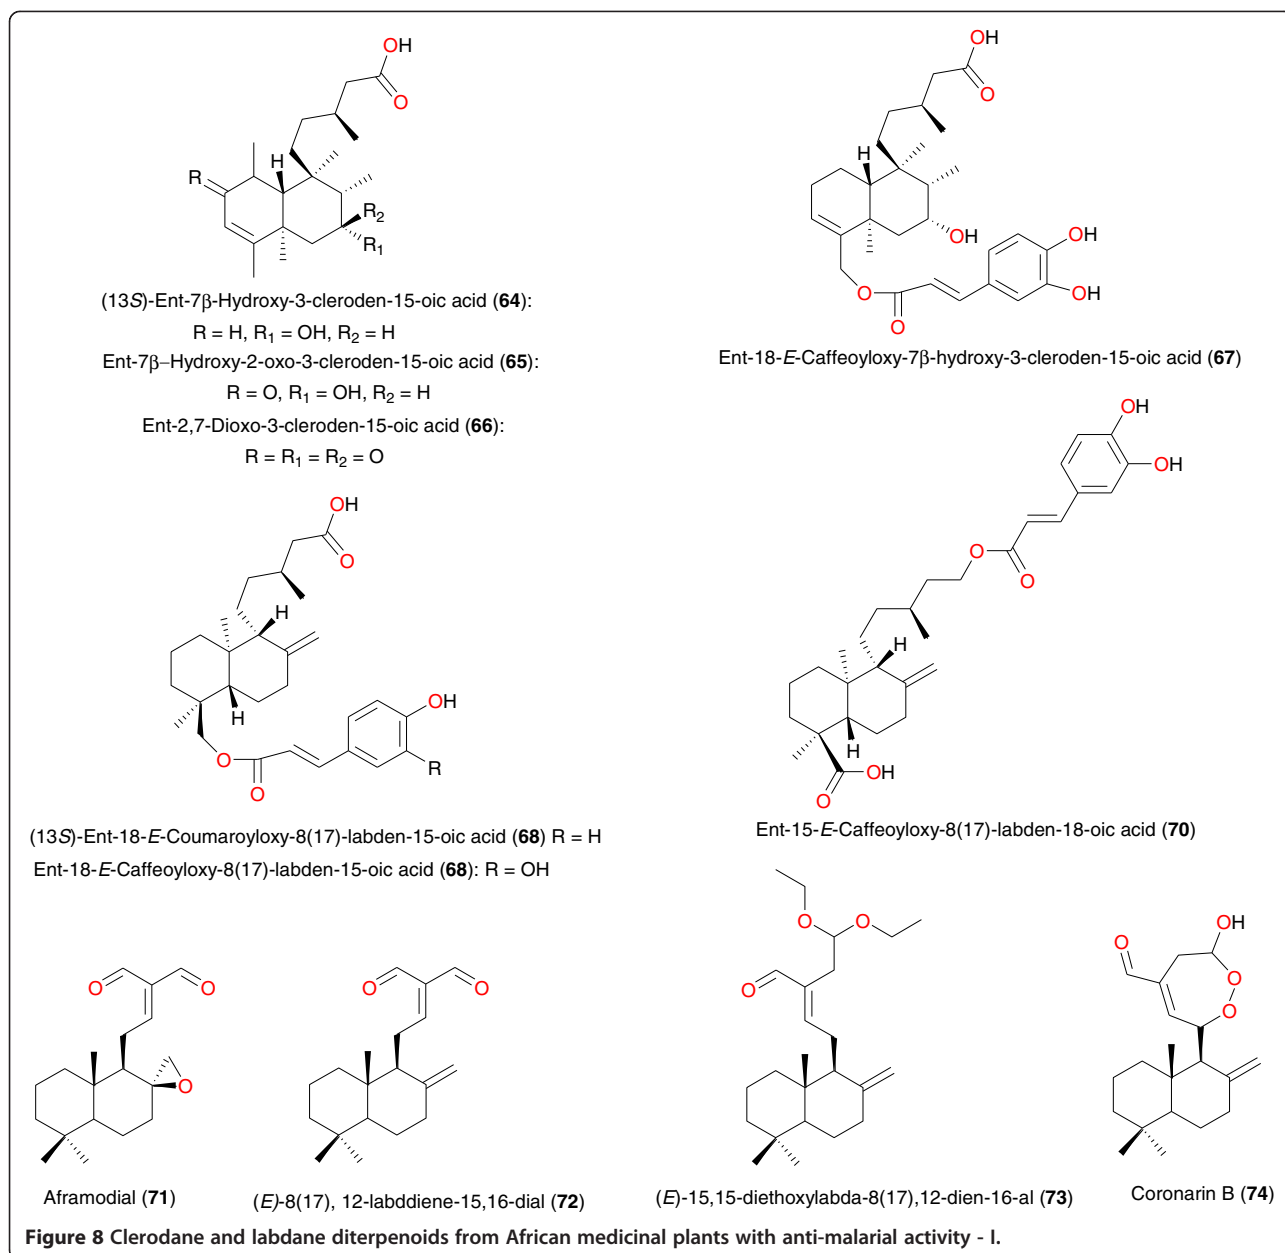 OH
O
H
R
R2
R1
(13S)-Ent-7β-Hydroxy-3-cleroden-15-oic acid (64):
R = H, R1 = OH, R2 = H
Ent-7β–Hydroxy-2-oxo-3-cleroden-15-oic acid (65):
R = O, R1 = OH, R2 = H
Ent-2,7-Dioxo-3-cleroden-15-oic acid (66):
R = R1 = R2 = O
OH
O
H
OH
OH
OH
O
O
Ent-18-E-Caffeoyloxy-7β-hydroxy-3-cleroden-15-oic acid (67)
OH
O
H
H
OH
O
O
R
(13S)-Ent-18-E-Coumaroyloxy-8(17)-labden-15-oic acid (68) R = H
Ent-18-E-Caffeoyloxy-8(17)-labden-15-oic acid (68): R = OH
OH
OH
O
O
H
H
OH
O
Ent-15-E-Caffeoyloxy-8(17)-labden-18-oic acid (70)
O
O
O
Aframodial (71)
O
O
(E)-8(17), 12-labddiene-15,16-dial (72)
O
O
O
(E)-15,15-diethoxylabda-8(17),12-dien-16-al (73)
OH
O
O
O
Coronarin B (74)
Figure 8 Clerodane and labdane diterpenoids from African medicinal plants with anti-malarial activity - I.